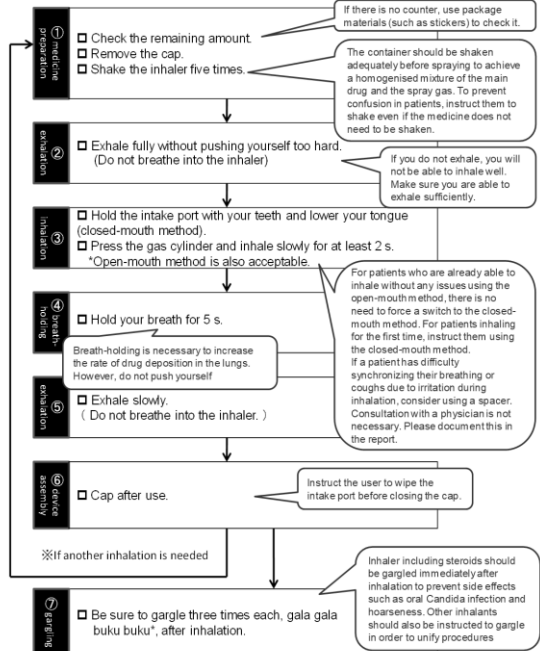 ① medicine
preparation
☐ Check the remaining amount.
☐ Remove the cap.
☐ Shake the inhaler five times.
If there is no counter, use package
materials (such as stickers) to check it.
The container should be shaken
adequately before spraying to achieve
a homogenised mixture of the main
drug and the spray gas. To prevent
confusion in patients, instruct them to
shake even if the medicine does not
need to be shaken.
② exhalation
☐ Exhale fully without pushing yourself too hard.
(Do not breathe into the inhaler)
If you do not exhale, you will
not be able to inhale well.
Make sure you are able to
exhale sufficiently.
③ inhalation
☐ Hold the intake port with your teeth and lower your tongue
(closed-mouth method).
☐ Press the gas cylinder and inhale slowly for at least 2 s.
*Open-mouth method is also acceptable.
For patients who are already able to
inhale without any issues using the
open-mouth method, there is no
need to force a switch to the closed-
mouth method. For patients inhaling
for the first time, instruct them using
the closed-mouth method.
If a patient has difficulty
synchronizing their breathing or
coughs due to irritation during
inhalation, consider using a spacer.
Consultation with a physician is not
necessary. Please document this in
the report.
④ breath-
holding
☐ Hold your breath for 5 s.
Breath-holding is necessary to increase
the rate of drug deposition in the lungs.
However, do not push yourself
⑤ exhalation
☐ Exhale slowly.
( Do not breathe into the inhaler. )
⑥ device
assembly
☐ Cap after use.
Instruct the user to wipe the
intake port before closing the cap.
※If another inhalation is needed
⑦ gargling
☐ Be sure to gargle three times each, gala gala
buku buku*, after inhalation.
Inhaler including steroids should
be gargled immediately after
inhalation to prevent side effects
such as oral Candida infection and
hoarseness. Other inhalants
should also be instructed to gargle
in order to unify procedures